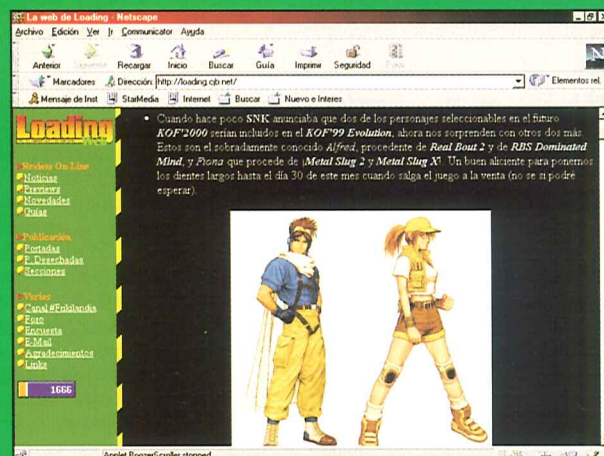 La web de Loading - Netscape
Archivo Edición Ver Ir Communicator Ayuda
Anterior Siguiente Recargar Inicio Buscar Guía Imprimir Seguridad
Marcadores Dirección: http://loading.cjb.net/ Elementos rel.
Mensaje de Inst StarMedia Internet Buscar Nuevo e Interes
Loading
WEB
Review On-Line
Noticias
Previews
Novedades
Guías
Publicación
Portadas
P. Desechadas
Secciones
Varios
Canal #Frikilandia
Foro
Encuesta
E-Mail
Agradecimientos
Links
1666
• Cuando hace poco SNK anunciaba que dos de los personajes seleccionables en el futuro
KOF'2000 serían incluidos en el KOF'99 Evolution, ahora nos sorprenden con otros dos más.
Estos son el sobradamente conocido Alfred, procedente de Real Bout 2 y de RBS Dominated
Mind, y Fiona que procede de ¡Metal Slug 2 y Metal Slug X!. Un buen aliciente para ponernos
los dientes largos hasta el día 30 de este mes cuando salga el juego a la venta (no se si podré
esperar).
Applet BoozerScroller stopped